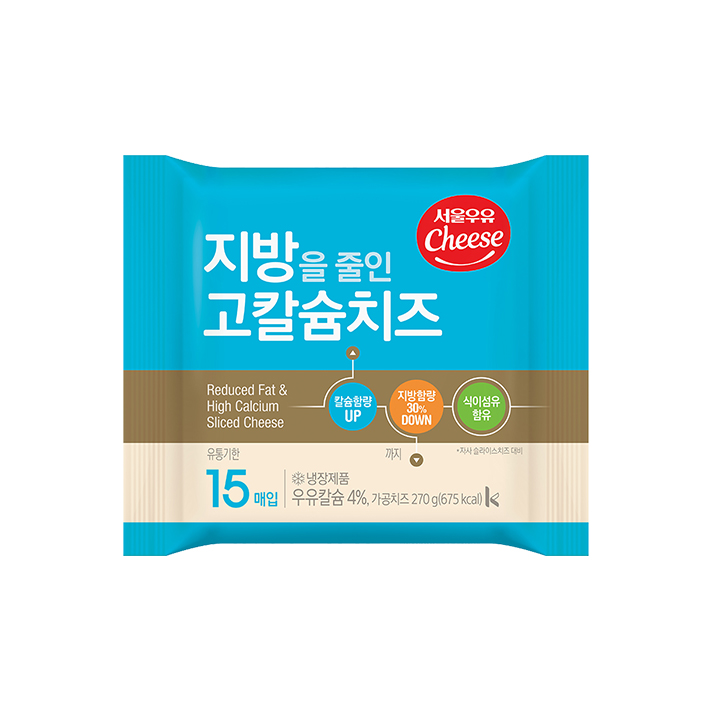 서울우유
Cheese
지방을 줄인
고칼슘치즈
Reduced Fat &
High Calcium
Sliced Cheese
칼슘함량
UP
지방함량
30%
DOWN
식이섬유
함유
유통기한
까지
*자사 슬라이스치즈 대비
15매입
냉장제품
우유칼슘 4%, 가공치즈 270 g(675 kcal)